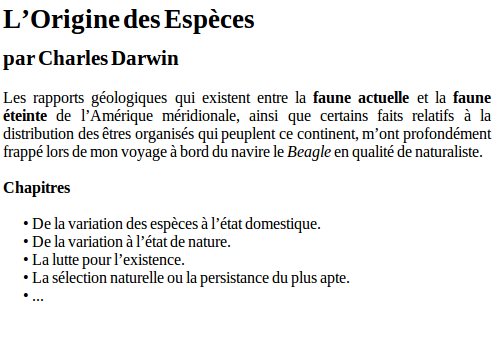 L’Origine des Espèces
par Charles Darwin
Les rapports géologiques qui existent entre la faune actuelle et la faune
éteinte de l’Amérique méridionale, ainsi que certains faits relatifs à la
distribution des êtres organisés qui peuplent ce continent, m’ont profondément
frappé lors de mon voyage à bord du navire le Beagle en qualité de naturaliste.
Chapitres
• De la variation des espèces à l’état domestique.
• De la variation à l’état de nature.
• La lutte pour l’existence.
• La sélection naturelle ou la persistance du plus apte.
• ...